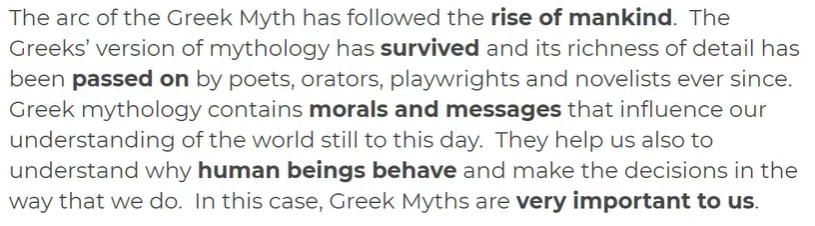 The arc of the Greek Myth has followed the rise of mankind.  The
Greeks’ version of mythology has survived and its richness of detail has
been passed on by poets, orators, playwrights and novelists ever since.
Greek mythology contains morals and messages that influence our
understanding of the world still to this day.  They help us also to
understand why human beings behave and make the decisions in the
way that we do.  In this case, Greek Myths are very important to us.